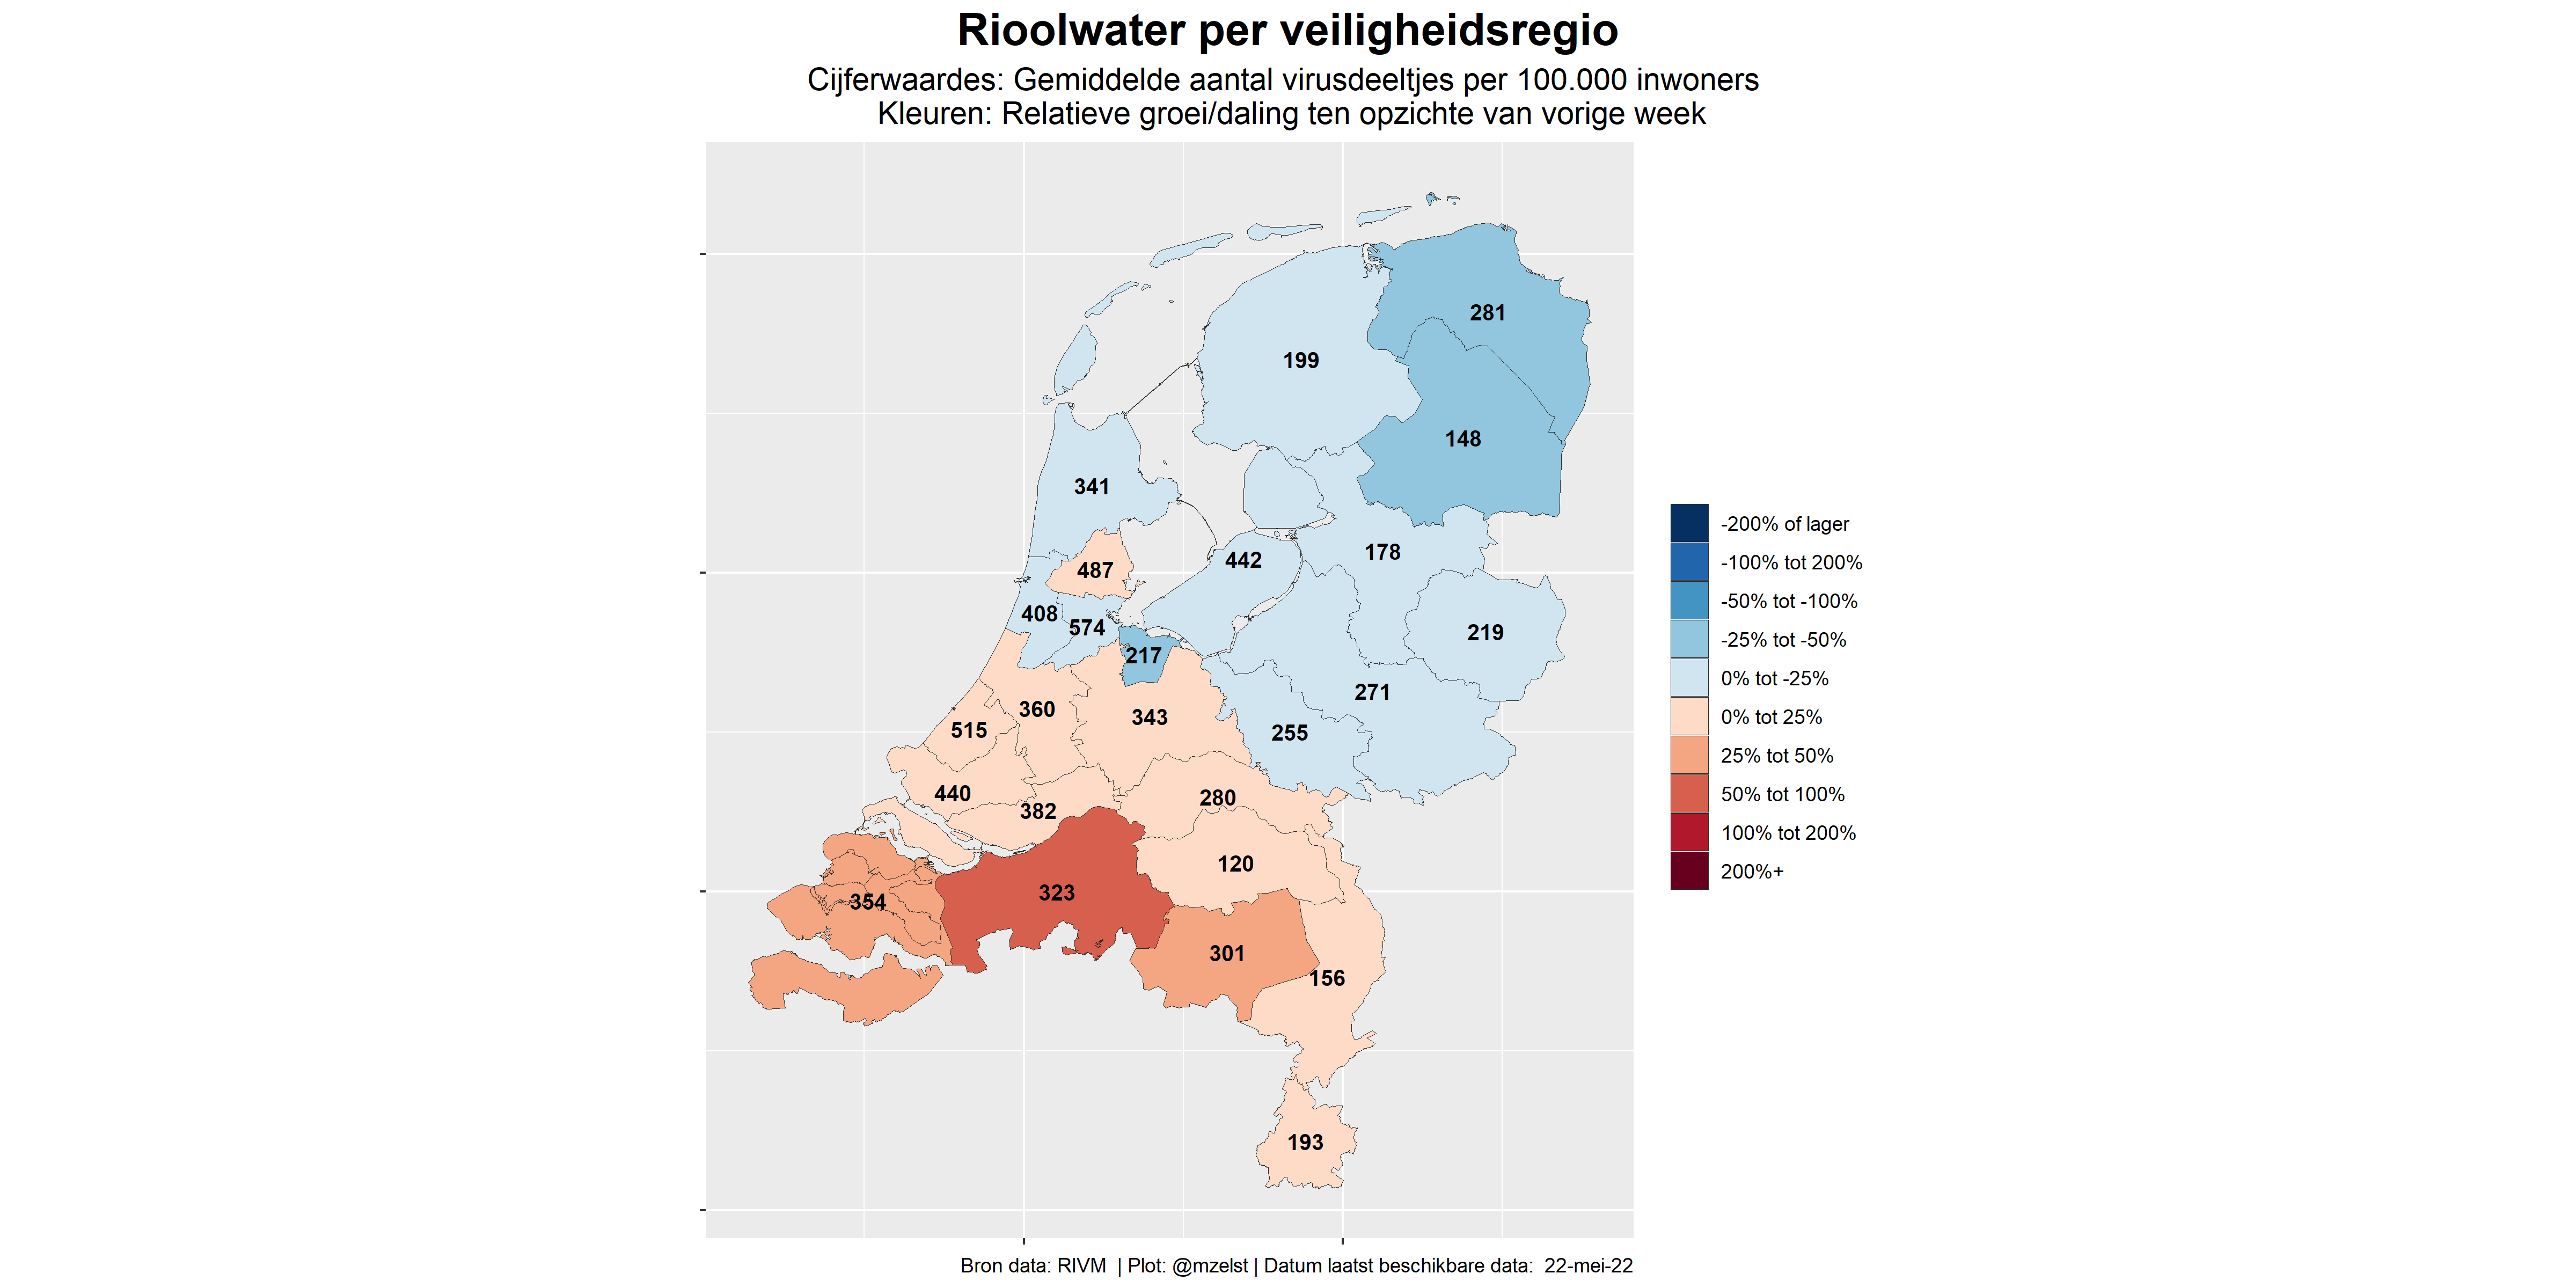 Rioolwater per veiligheidsregio
Cijferwaardes: Gemiddelde aantal virusdeeltjes per 100.000 inwoners
Kleuren: Relatieve groei/daling ten opzichte van vorige week
281
199
148
341
442
178
487
408
574
219
217
271
360
343
515
255
440
280
382
120
323
354
301
156
193
-200% of lager
-100% tot 200%
-50% tot -100%
-25% tot -50%
0% tot -25%
0% tot 25%
25% tot 50%
50% tot 100%
100% tot 200%
200%+
Bron data: RIVM | Plot: @mzelst | Datum laatst beschikbare data: 22-mei-22